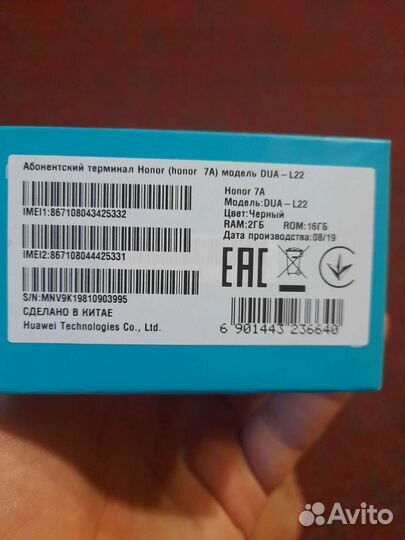 Абонентский терминал Honor (honor 7A) модель DUA-L22
IMEI1:867108043425332
IMEI2:867108044425331
S/N:MNV9K19810903995
СДЕЛАНО В КИТАЕ
Huawei Technologies Co., Ltd.
Honor 7A
Модель:DUA-L22
Цвет:Черный
RAM:2ГБ ROM:16ГБ
Дата производства:08/19
EAC
6 901443 236640
Avito